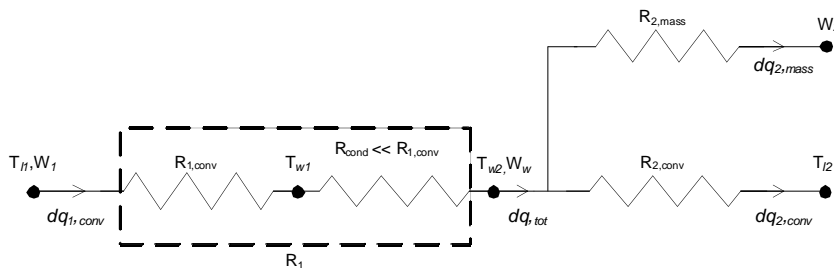 R2,mass
W
dq2,mass
Tl1,W1
R1,conv
Tw1
Rcond << R1,conv
Tw2,Ww
R2,conv
Tl2
dq1,conv
dq,tot
dq2,conv
R1